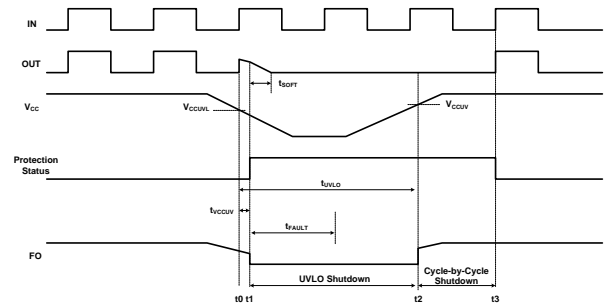 IN
OUT
tSOFT
VCC
VCCUVL
VCCUV
Protection
Status
tUVLO
tVCCUV
tFAULT
FO
UVLO Shutdown
Cycle-by-Cycle
Shutdown
t0 t1 t2 t3